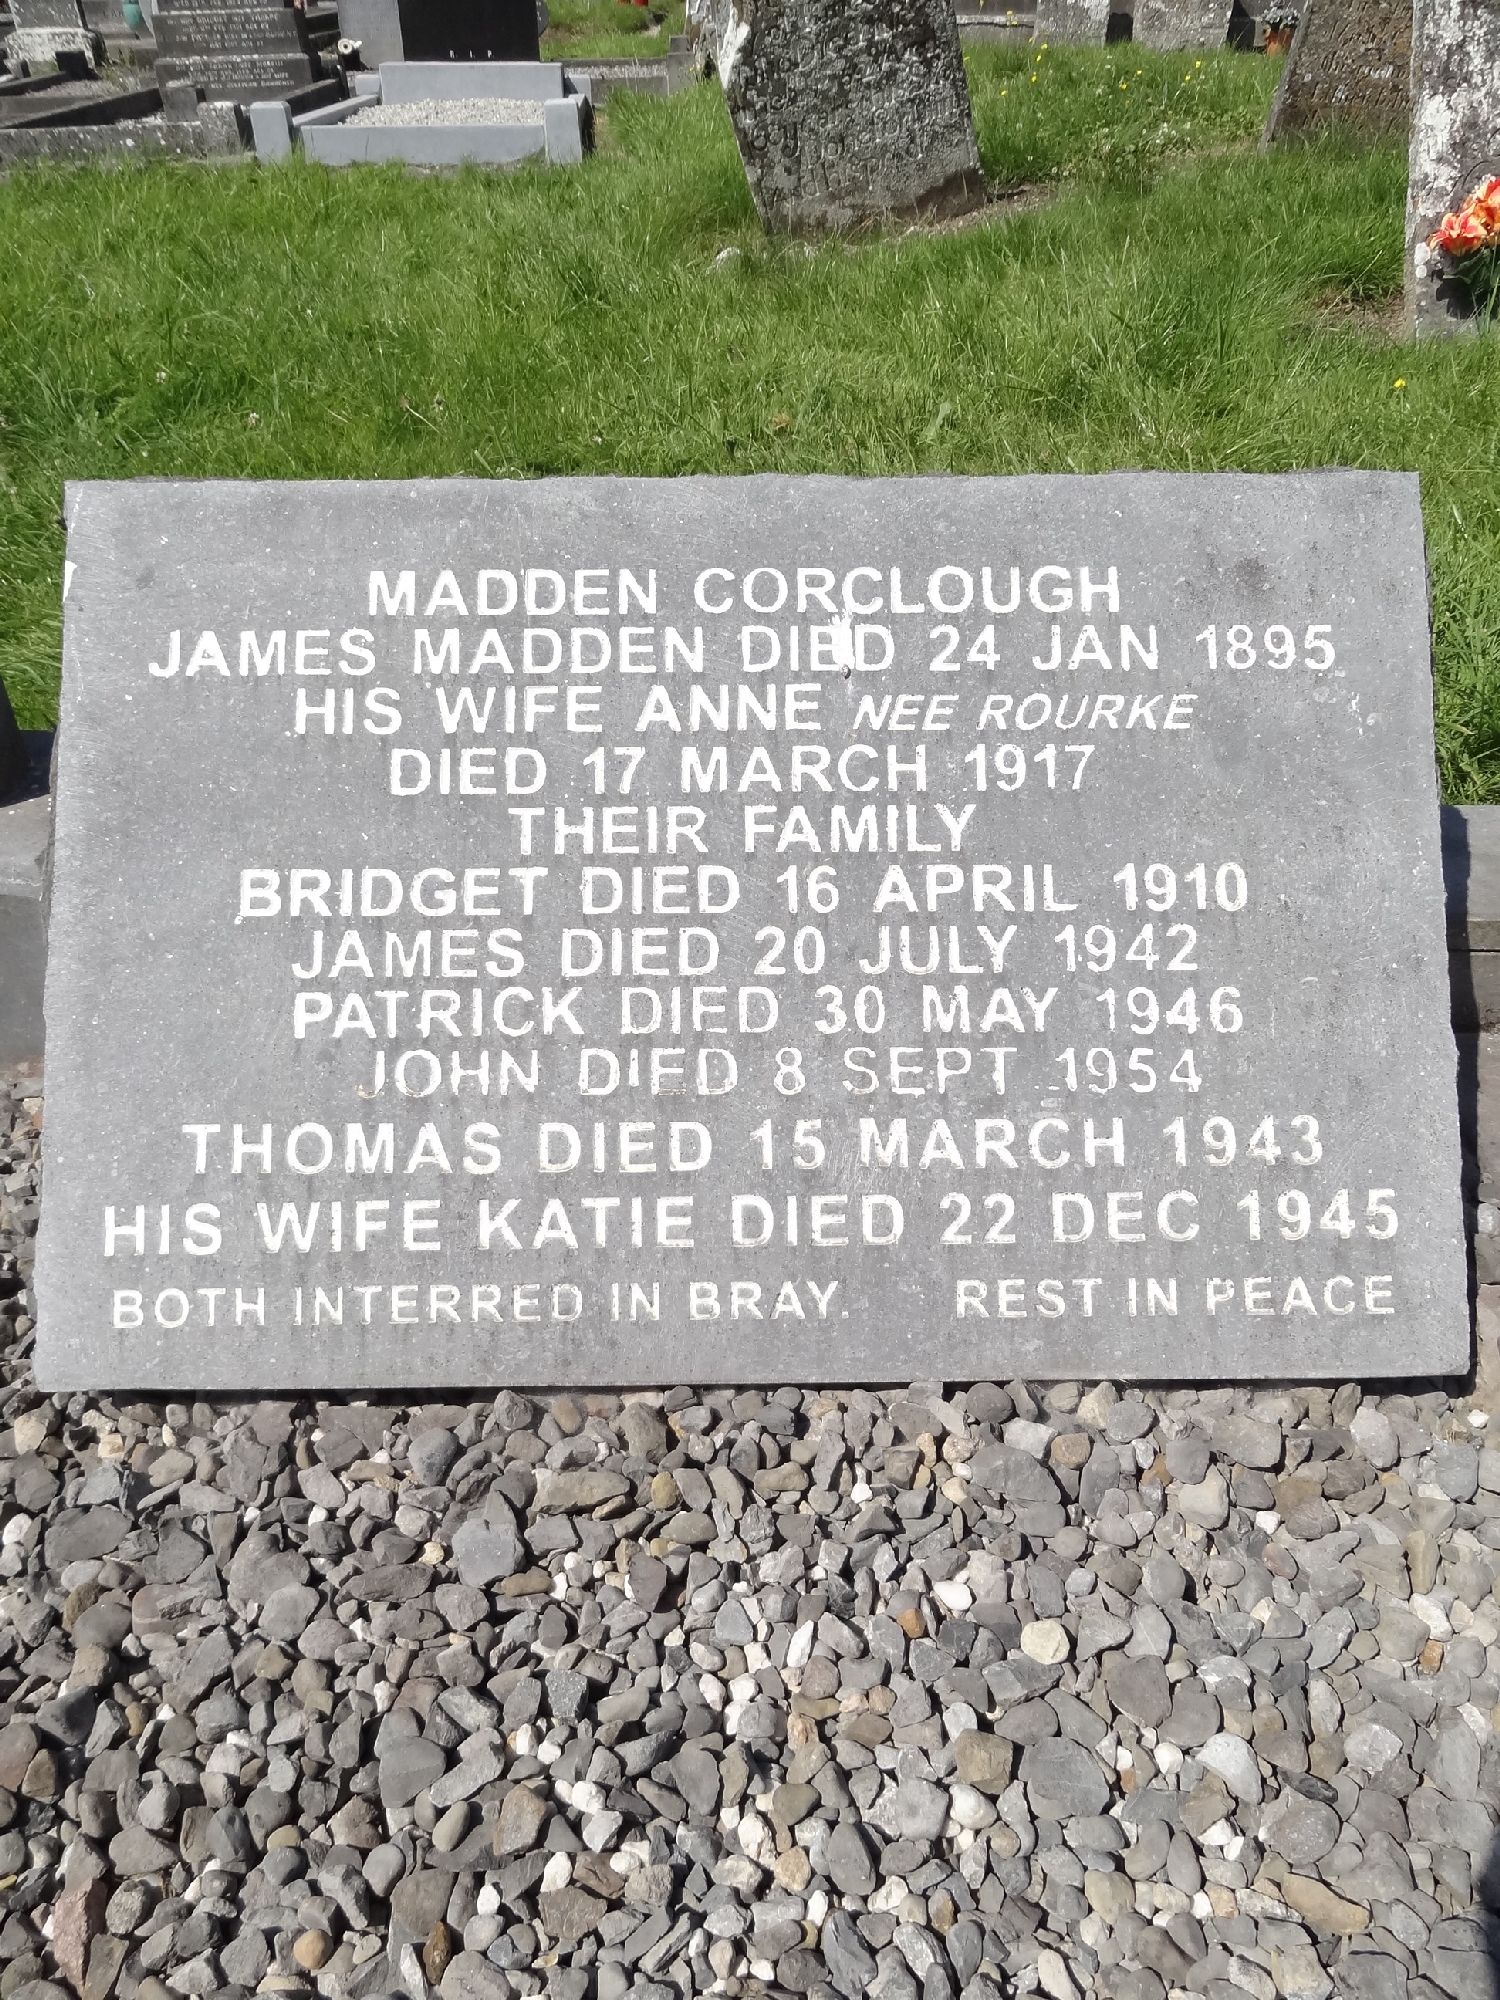 R I P
MADDEN CORCLOUGH
JAMES MADDEN DIED 24 JAN 1895
HIS WIFE ANNE NEE ROURKE
DIED 17 MARCH 1917
THEIR FAMILY
BRIDGET DIED 16 APRIL 1910
JAMES DIED 20 JULY 1942
PATRICK DIED 30 MAY 1946
JOHN DIED 8 SEPT 1954
THOMAS DIED 15 MARCH 1943
HIS WIFE KATIE DIED 22 DEC 1945
BOTH INTERRED IN BRAY. REST IN PEACE